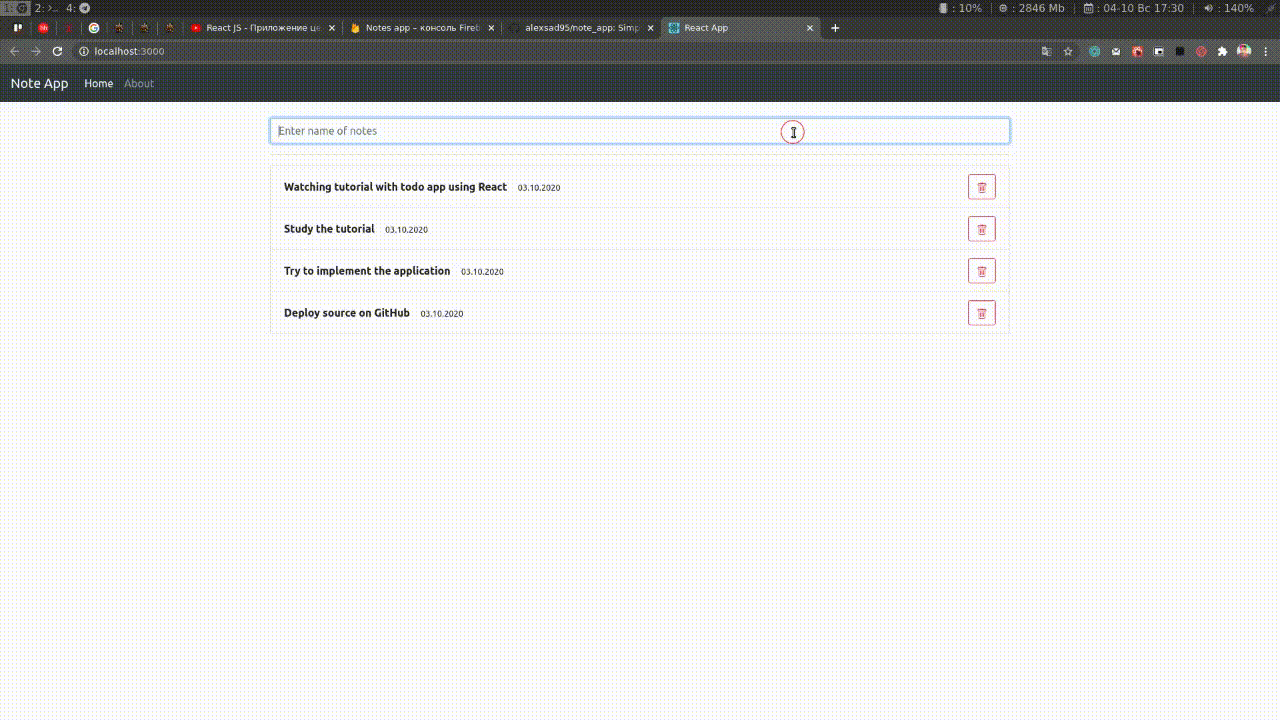 1: 2: 4: : 10% : 2846 Mb : 04-10 Вс 17:30 : 140%
React JS - Приложение це Notes app – консоль Fireb alexsad95/note_app: Simp React App
localhost:3000
Note App Home About
Enter name of notes
Watching tutorial with todo app using React 03.10.2020
Study the tutorial 03.10.2020
Try to implement the application 03.10.2020
Deploy source on GitHub 03.10.2020